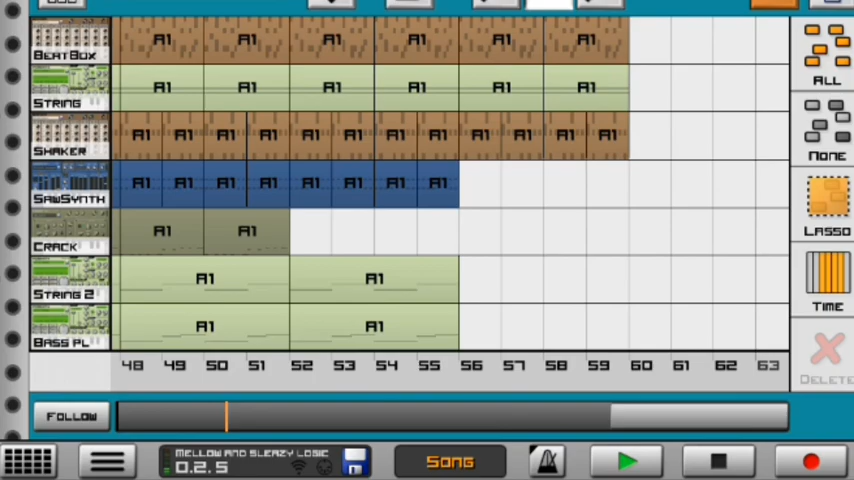 BEATBOX A1 A1 A1 A1 A1 A1
STRING A1 A1 A1 A1 A1 A1
ALL
SHAKER A1 A1 A1 A1 A1 A1 A1 A1 A1 A1 A1 A1
NONE
SAWSYNTH A1 A1 A1 A1 A1 A1 A1 A1
CRACK A1 A1
LASSO
STRING 2 A1 A1
TIME
BASS PL A1 A1
48 49 50 51 52 53 54 55 56 57 58 59 60 61 62 63
DELETE
FOLLOW
MELLOW AND SLEAZY LOGIC
0.2.5
SONG